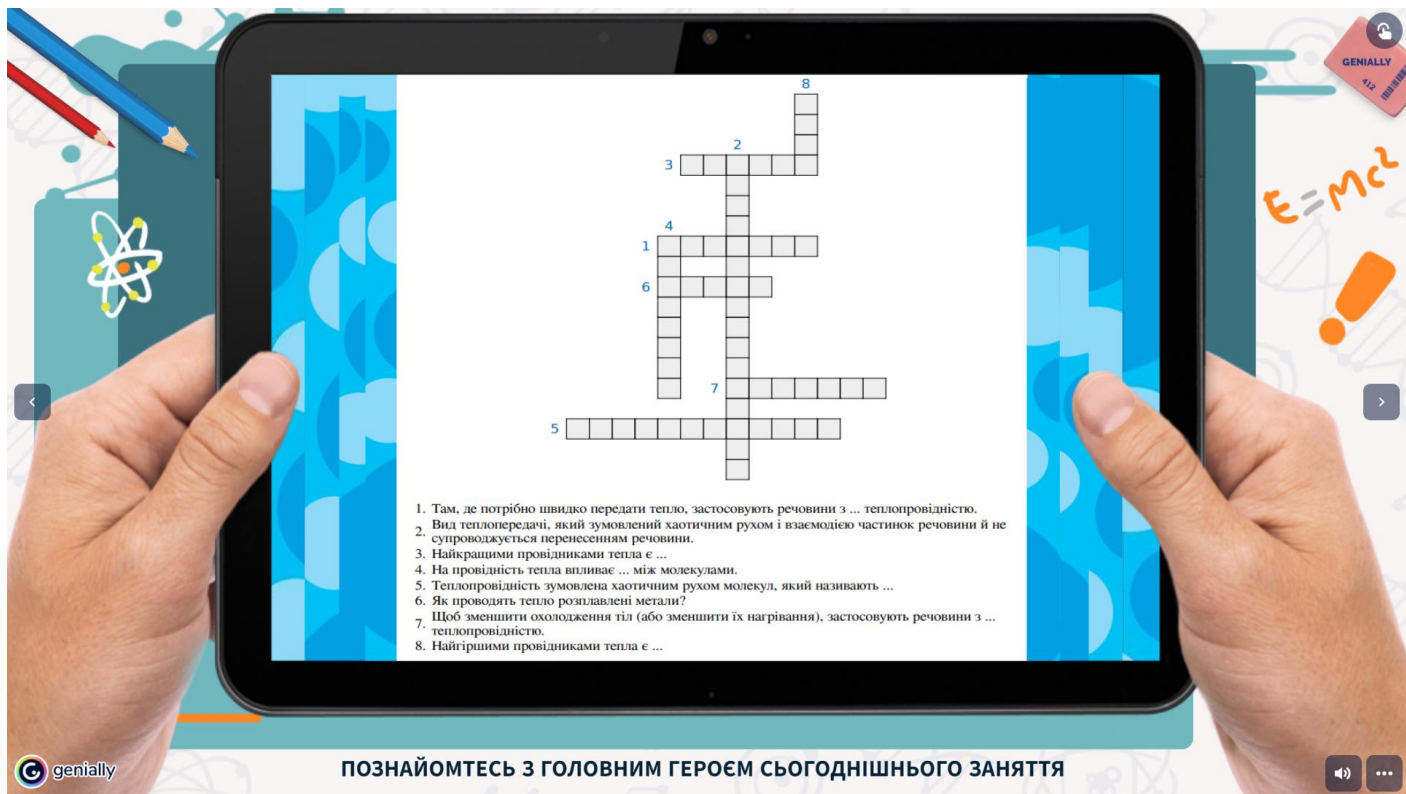 GENIALLY
412
E=mc²
8
2
3
4
1
6
7
5
1. Там, де потрібно швидко передати тепло, застосовують речовини з ... теплопровідністю.
2. Вид теплопередачі, який зумовлений хаотичним рухом і взаємодією частинок речовини й не
супроводжується перенесенням речовини.
3. Найкращими провідниками тепла є ...
4. На провідність тепла впливає ... між молекулами.
5. Теплопровідність зумовлена хаотичним рухом молекул, який називають ...
6. Як проводять тепло розплавлені метали?
7. Щоб зменшити охолодження тіл (або зменшити їх нагрівання), застосовують речовини з ...
теплопровідністю.
8. Найгіршими провідниками тепла є ...
genially
ПОЗНАЙОМТЕСЬ З ГОЛОВНИМ ГЕРОЄМ СЬОГОДНІШНЬОГО ЗАНЯТТЯ